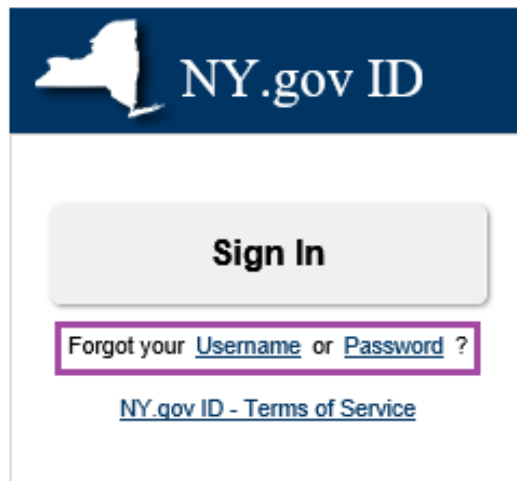 NY.gov ID
Sign In
Forgot your Username or Password ?
NY.gov ID - Terms of Service